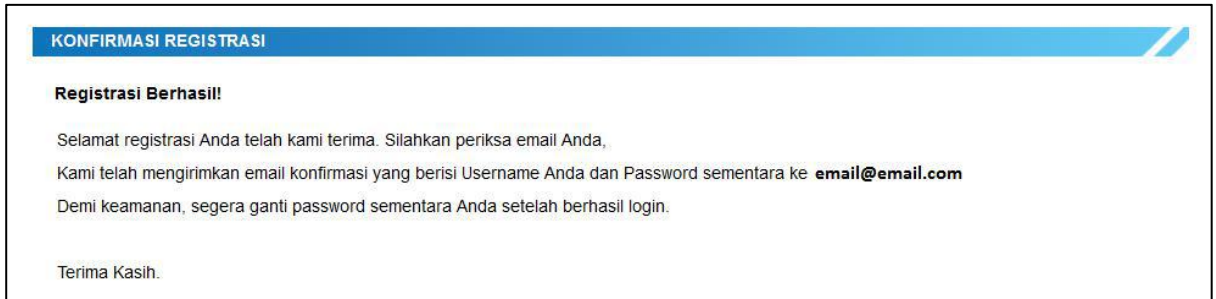 KONFIRMASI REGISTRASI
Registrasi Berhasil!
Selamat registrasi Anda telah kami terima. Silahkan periksa email Anda,
Kami telah mengirimkan email konfirmasi yang berisi Username Anda dan Password sementara ke email@email.com
Demi keamanan, segera ganti password sementara Anda setelah berhasil login.
Terima Kasih.